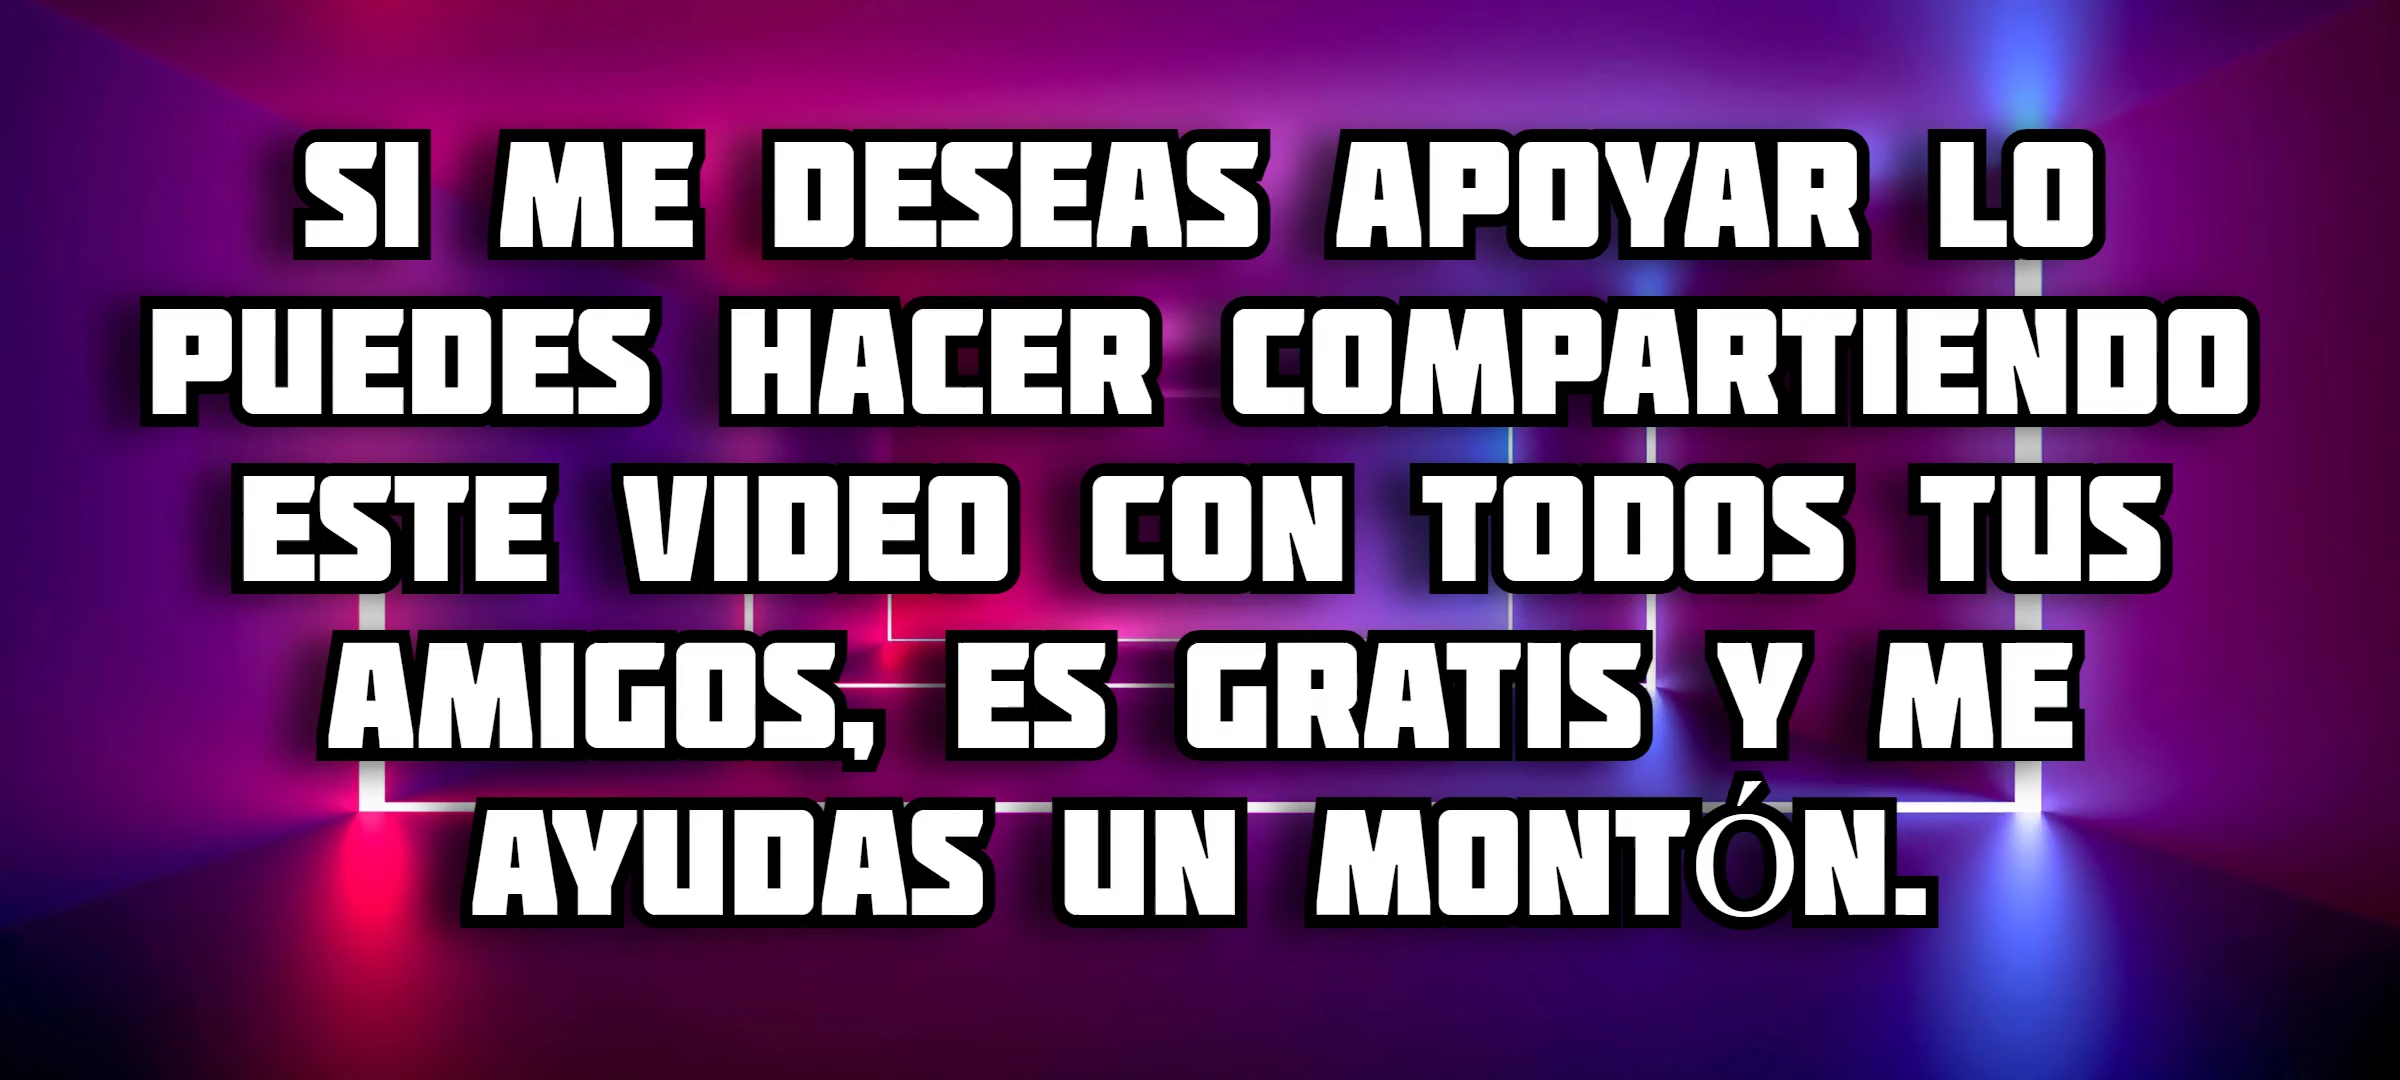 SI ME DESEAS APOYAR LO
PUEDES HACER COMPARTIENDO
ESTE VIDEO CON TODOS TUS
AMIGOS, ES GRATIS Y ME
AYUDAS UN MONTÓN.